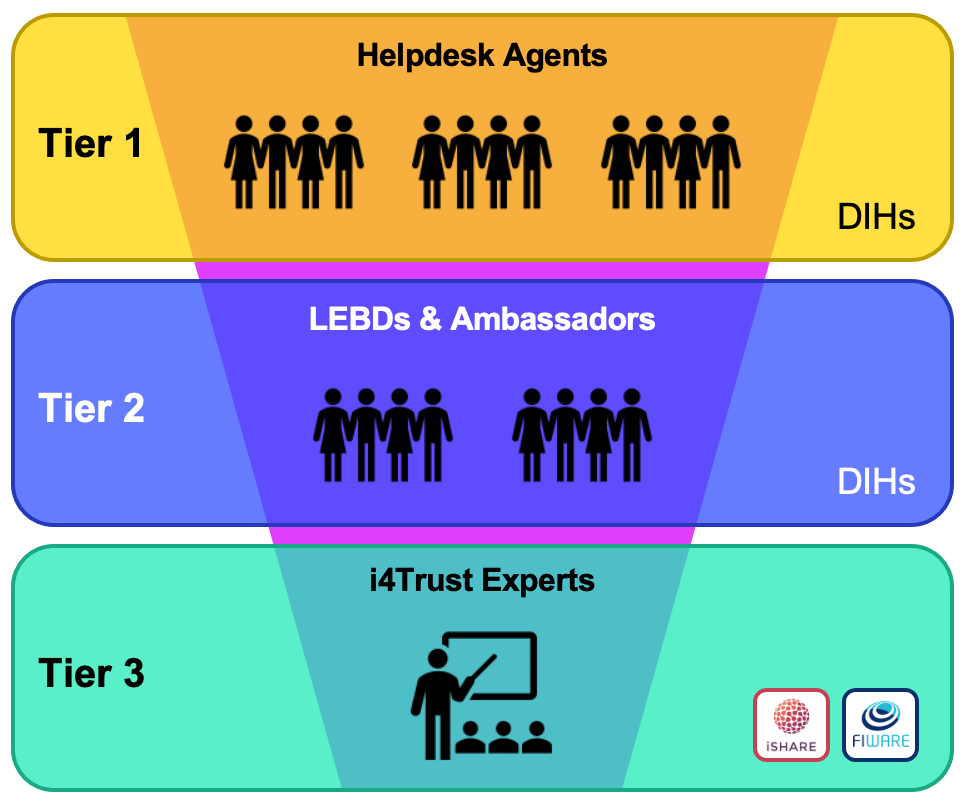 Helpdesk Agents
Tier 1
DIHs
LEBDs & Ambassadors
Tier 2
DIHs
i4Trust Experts
Tier 3
iSHARE
FIWARE